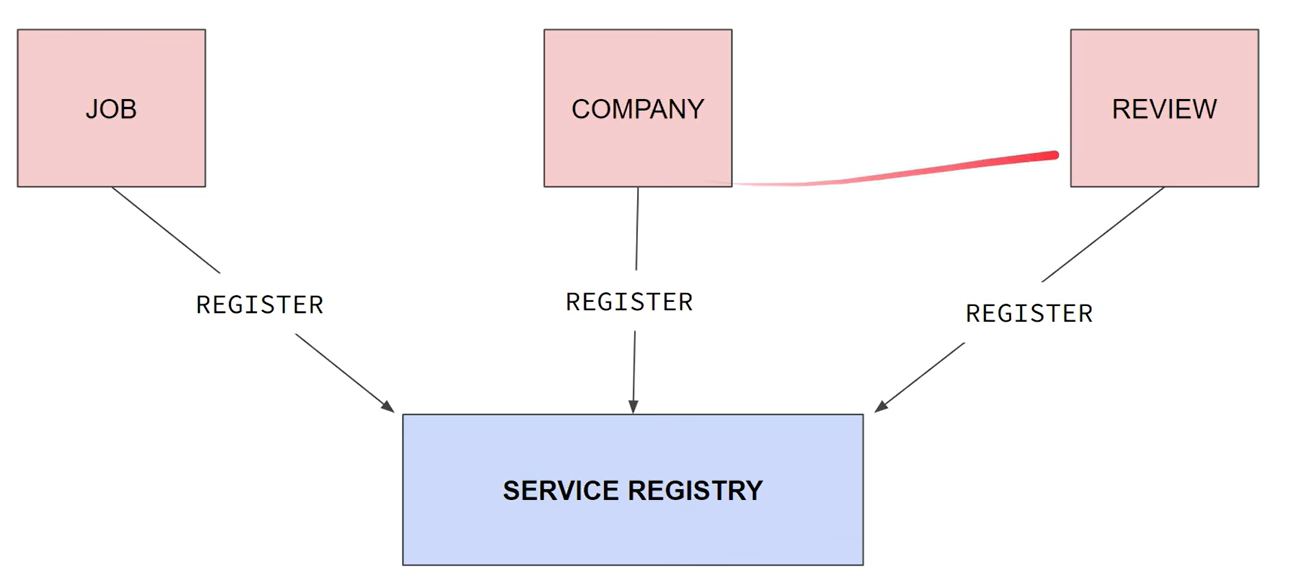 JOB
COMPANY
REVIEW
REGISTER
REGISTER
REGISTER
SERVICE REGISTRY